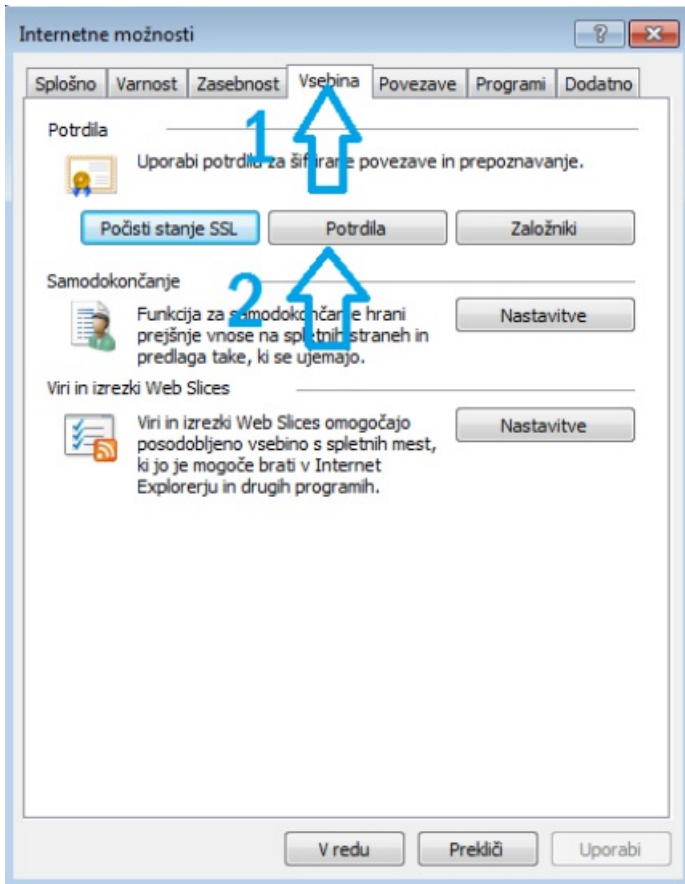 Internetne možnosti
Splošno Varnost Zasebnost Vsebina Povezave Programi Dodatno
1
Potrdila
Uporabi potrdila za šifrirane povezave in prepoznavanje.
Počisti stanje SSL Potrdila Založniki
2
Samodokončanje
Funkcija za samodokončanje hrani
prejšnje vnose na spletnih straneh in
predlaga take, ki se ujemajo.
Nastavitve
Viri in izrezki Web Slices
Viri in izrezki Web Slices omogočajo
posodobljeno vsebino s spletnih mest,
ki jo je mogoče brati v Internet
Explorerju in drugih programih.
Nastavitve
V redu Prekliči Uporabi